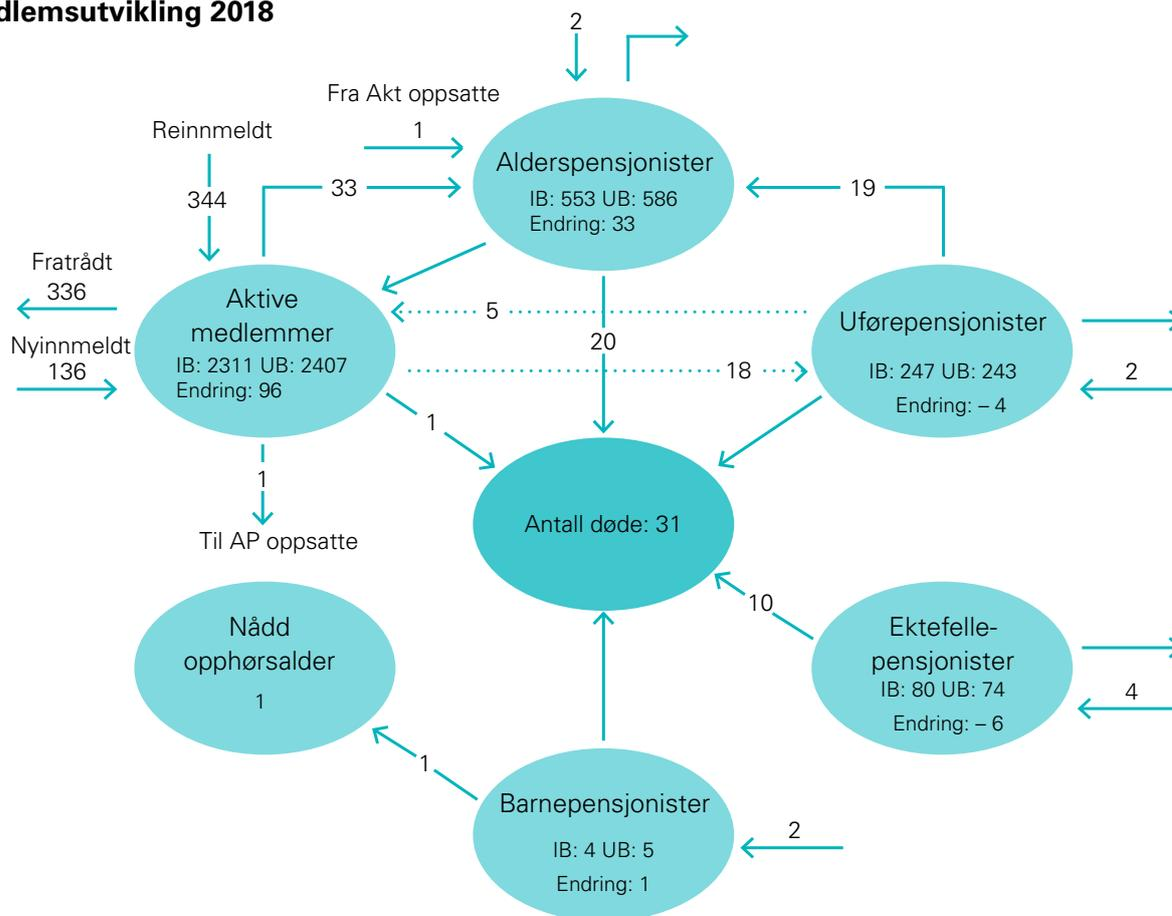 dlemsutvikling 2018
2
Fra Akt oppsatte
1
Reinnmeldt
344
33
Alderspensjonister
IB: 553 UB: 586
Endring: 33
19
Fratrådt
336
Nyinnmeldt
136
Aktive
medlemmer
IB: 2311 UB: 2407
Endring: 96
5
20
18
Uførepensjonister
IB: 247 UB: 243
Endring: – 4
2
1
1
Til AP oppsatte
Antall døde: 31
10
Nådd
opphørsalder
1
Ektefelle-
pensjonister
IB: 80 UB: 74
Endring: – 6
4
1
Barnepensjonister
IB: 4 UB: 5
Endring: 1
2